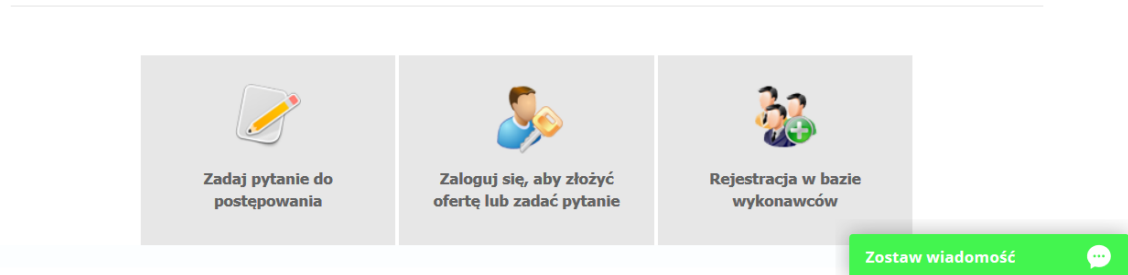 Zadaj pytanie do
postępowania
Zaloguj się, aby złożyć
ofertę lub zadać pytanie
Rejestracja w bazie
wykonawców
Zostaw wiadomość